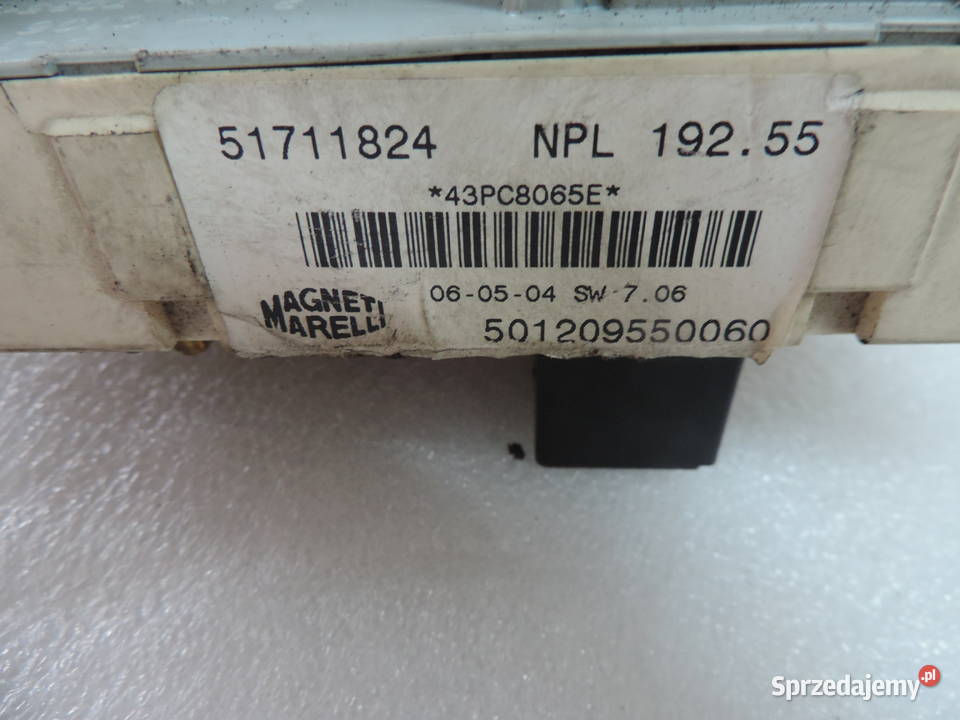 51711824 NPL 192.55
*43PC8065E*
MAGNETI
MARELLI
06-05-04 SW 7.06
501209550060
Sprzedajemy.pl